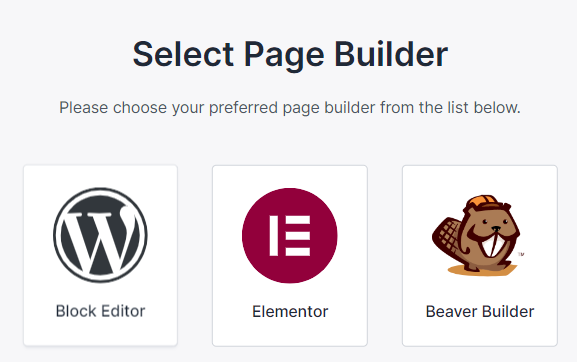 Select Page Builder
Please choose your preferred page builder from the list below.
Block Editor
Elementor
Beaver Builder